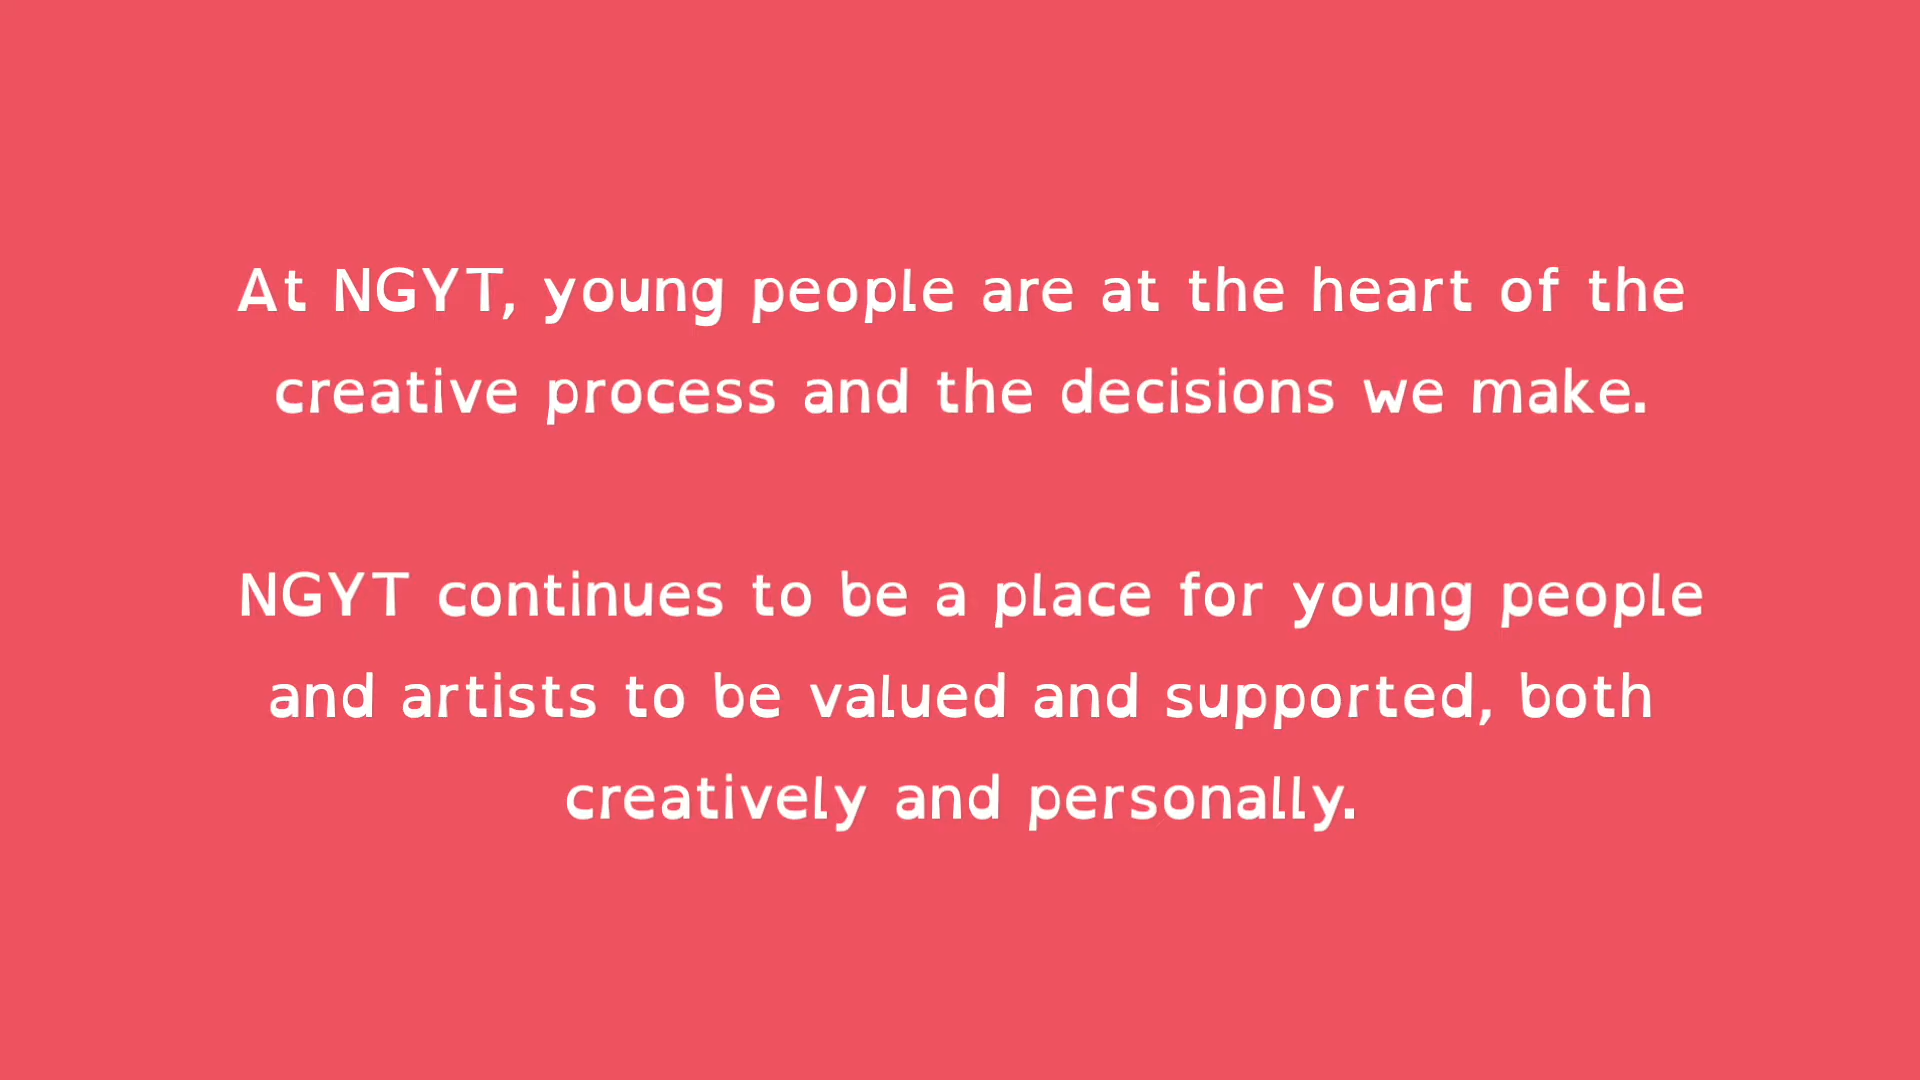 At NGYT, young people are at the heart of the
creative process and the decisions we make.
NGYT continues to be a place for young people
and artists to be valued and supported, both
creatively and personally.